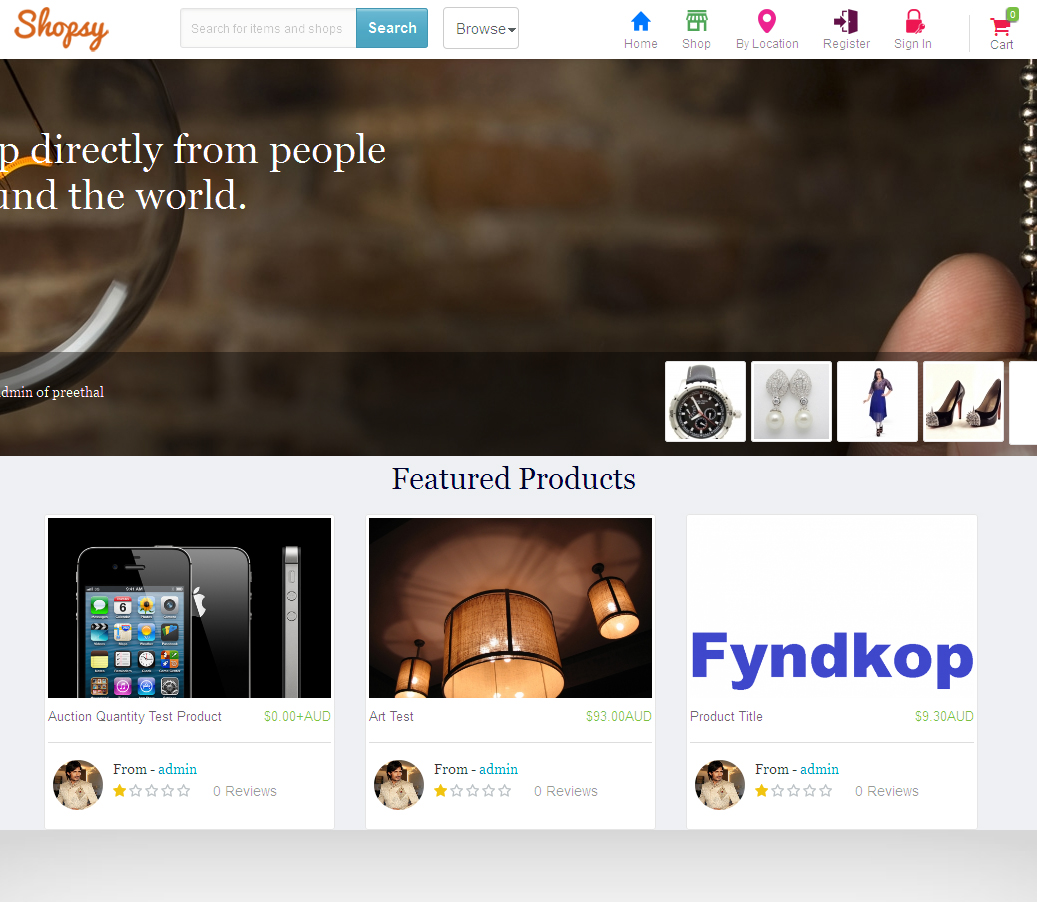 Shopsy
Search for items and shops
Search
Browse
Home
Shop
By Location
Register
Sign In
0
Cart
p directly from people
und the world.
dmin of preethal
Featured Products
Auction Quantity Test Product $0.00+AUD
From - admin
0 Reviews
Art Test $93.00AUD
From - admin
0 Reviews
Fyndkop
Product Title $9.30AUD
From - admin
0 Reviews